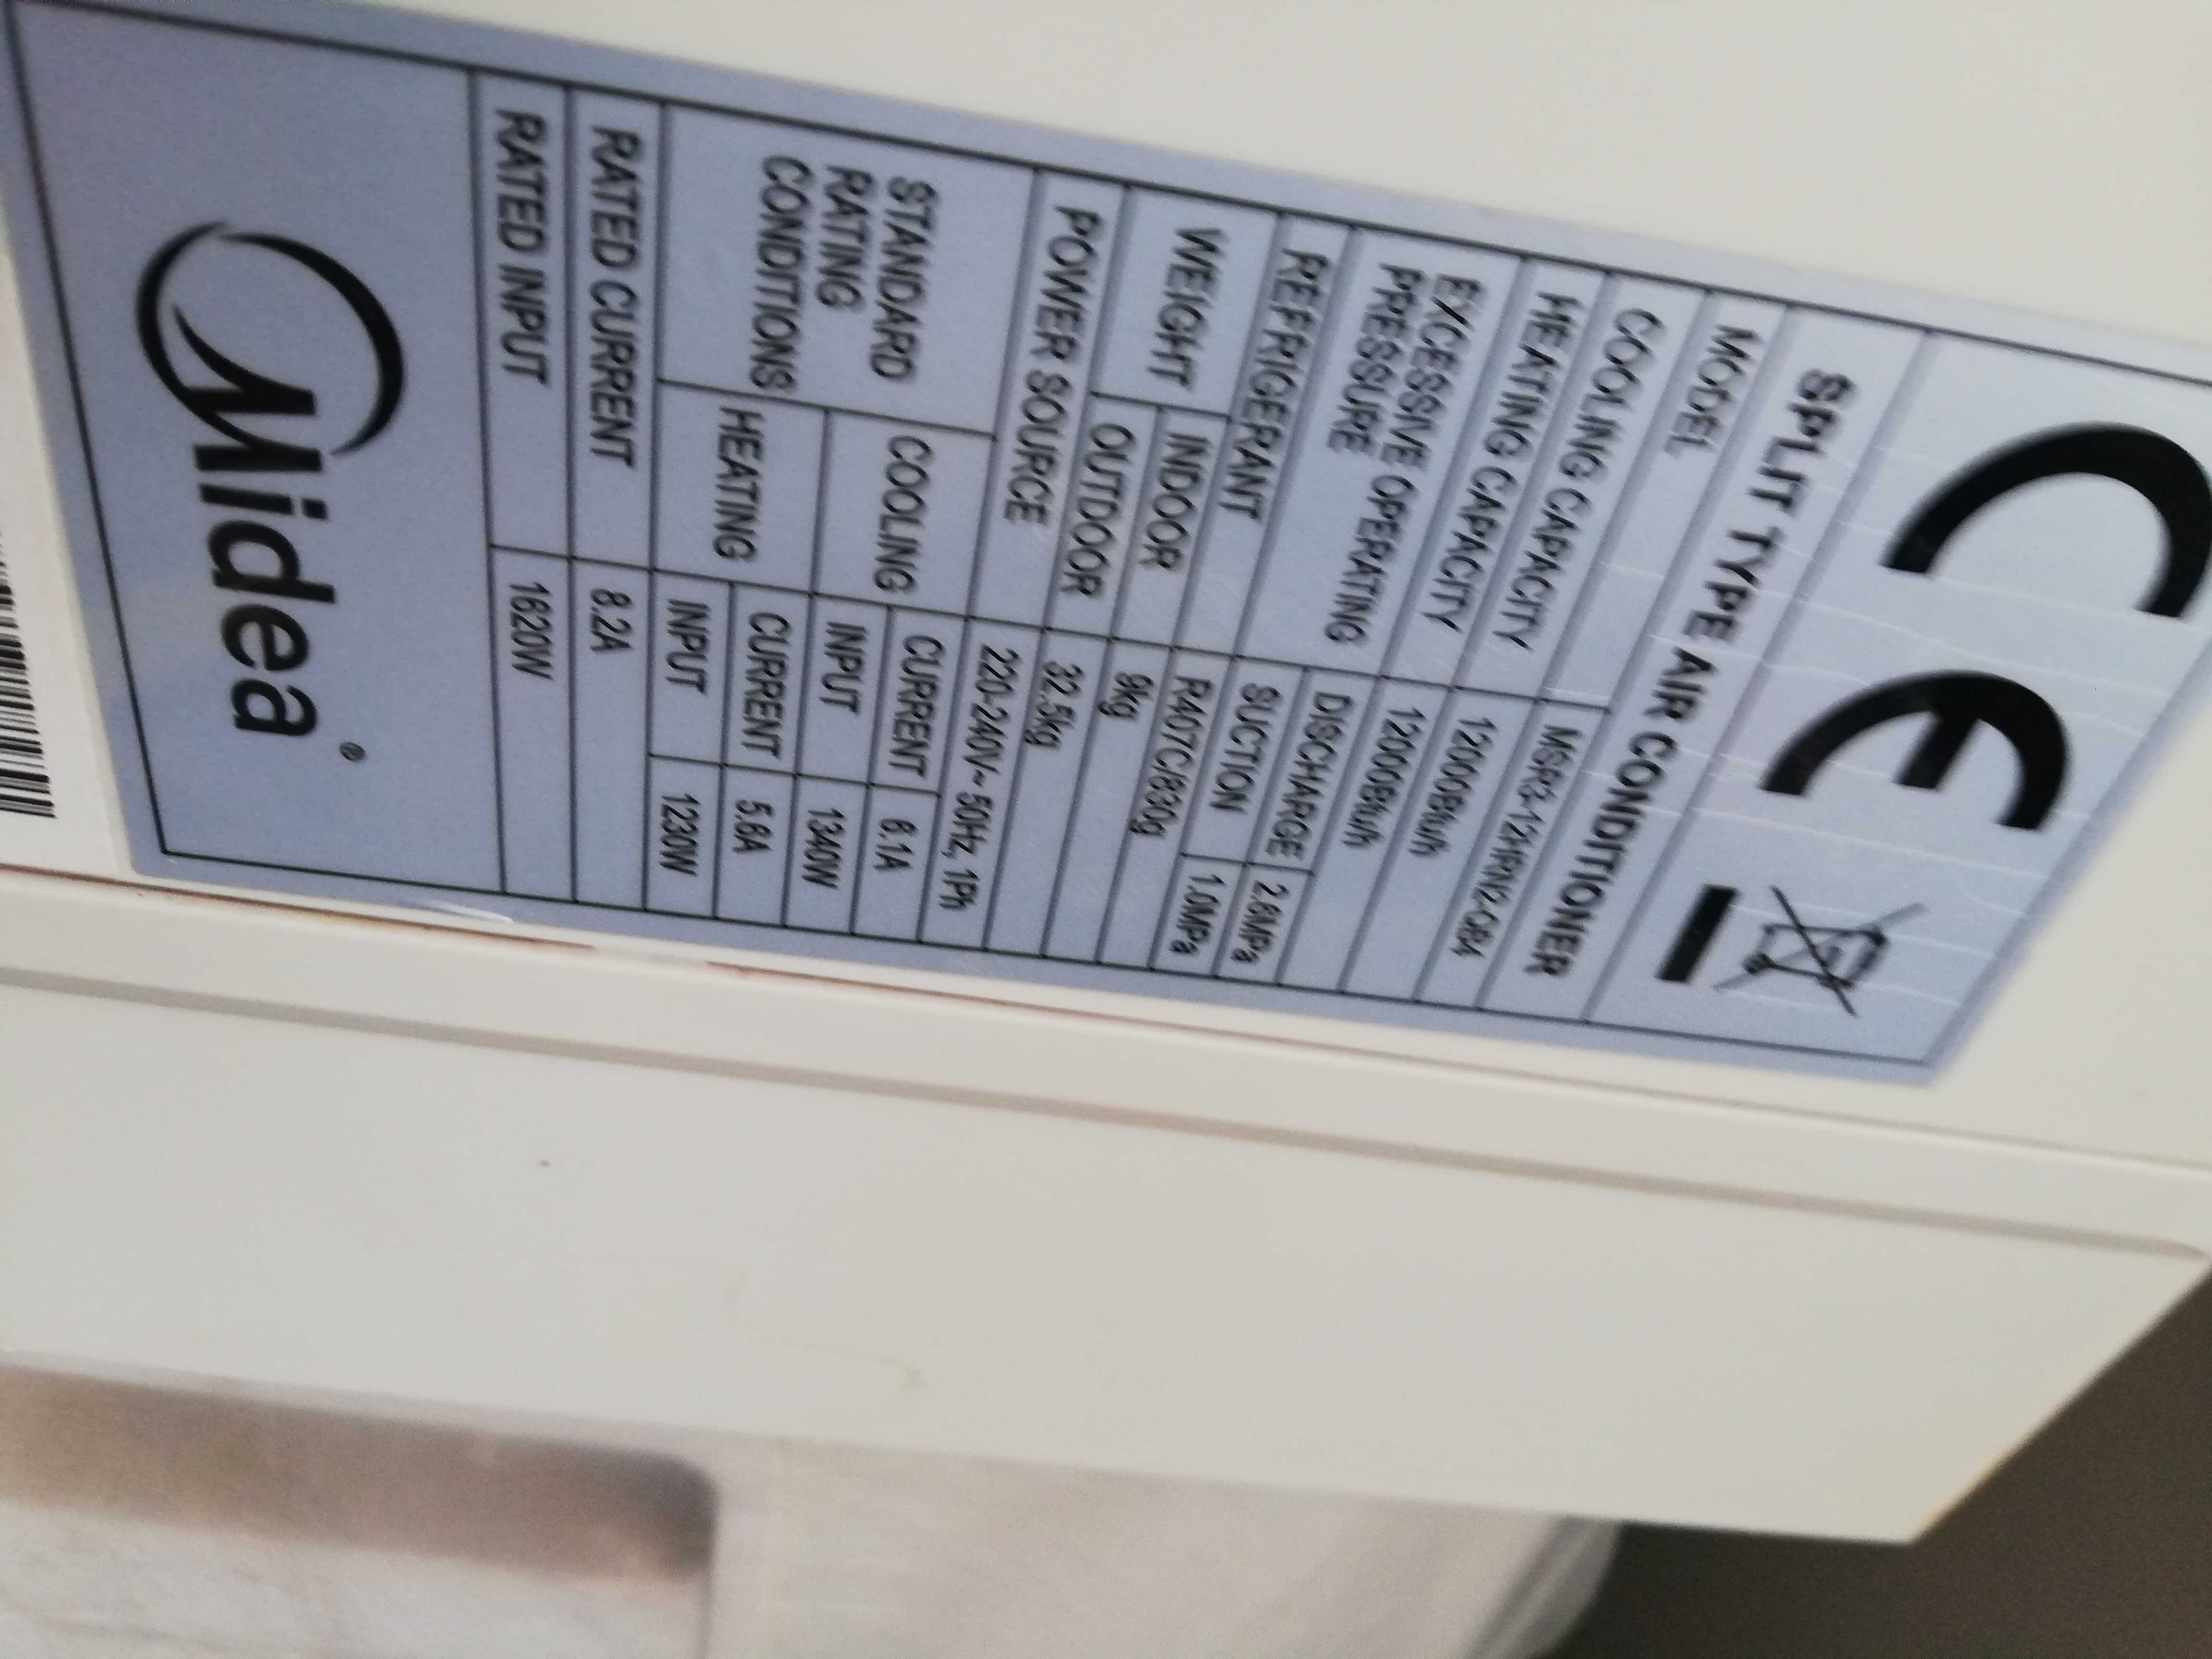 CE
SPLIT TYPE AIR CONDITIONER
MODEL MSR3-12HRN2-QB4
COOLING CAPACITY 12000Btu/h
HEATING CAPACITY 12000Btu/h
EXCESSIVE OPERATING PRESSURE
DISCHARGE 2.6MPa
SUCTION 1.0MPa
REFRIGERANT R407C/830g
WEIGHT
INDOOR 9kg
OUTDOOR 32.5kg
POWER SOURCE 220-240V~ 50Hz, 1Ph
STANDARD
RATING
CONDITIONS
COOLING
CURRENT 6.1A
INPUT 1340W
HEATING
CURRENT 5.6A
INPUT 1230W
RATED CURRENT 8.2A
RATED INPUT 1620W
Midea®